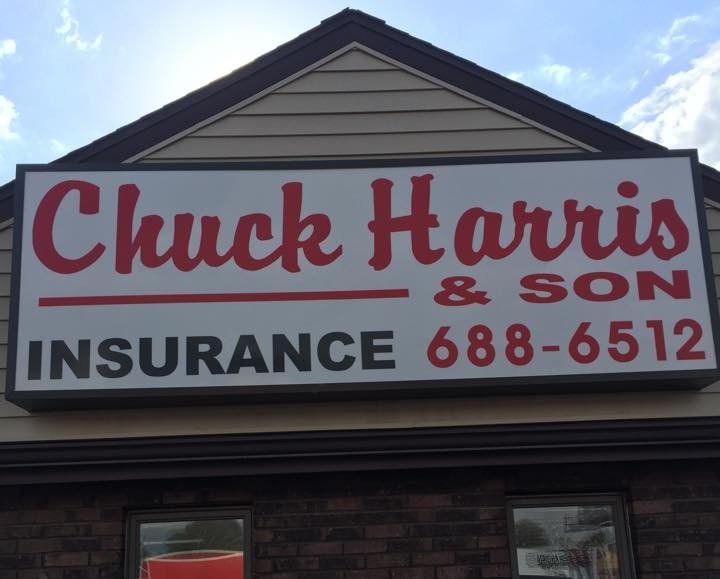 Chuck Harris
& SON
INSURANCE 688-6512